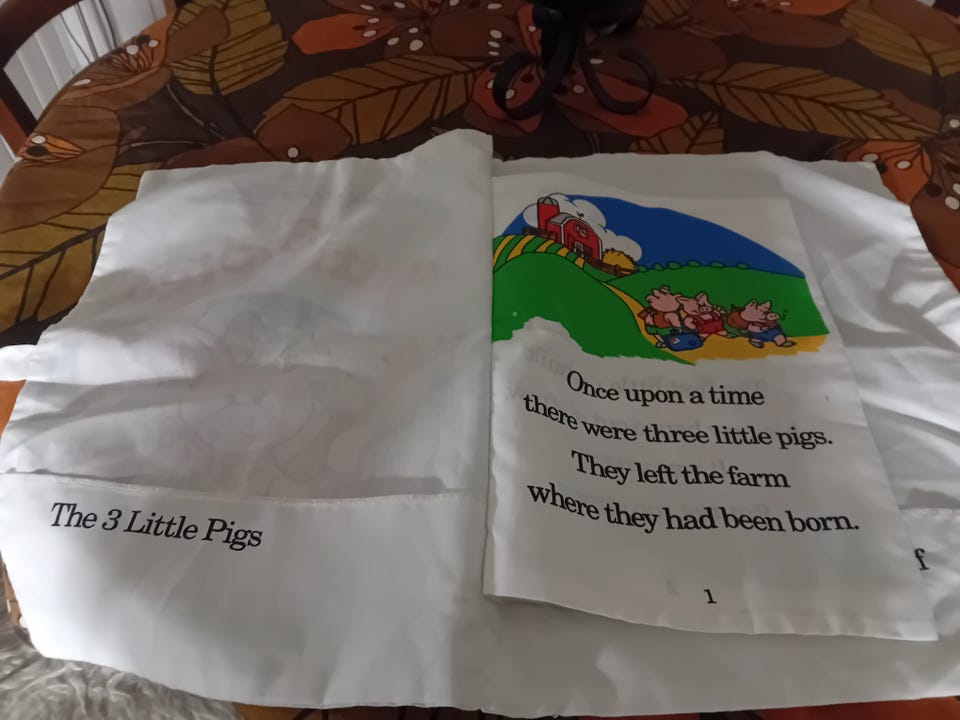 The 3 Little Pigs
Once upon a time
there were three little pigs.
They left the farm
where they had been born.
f
1